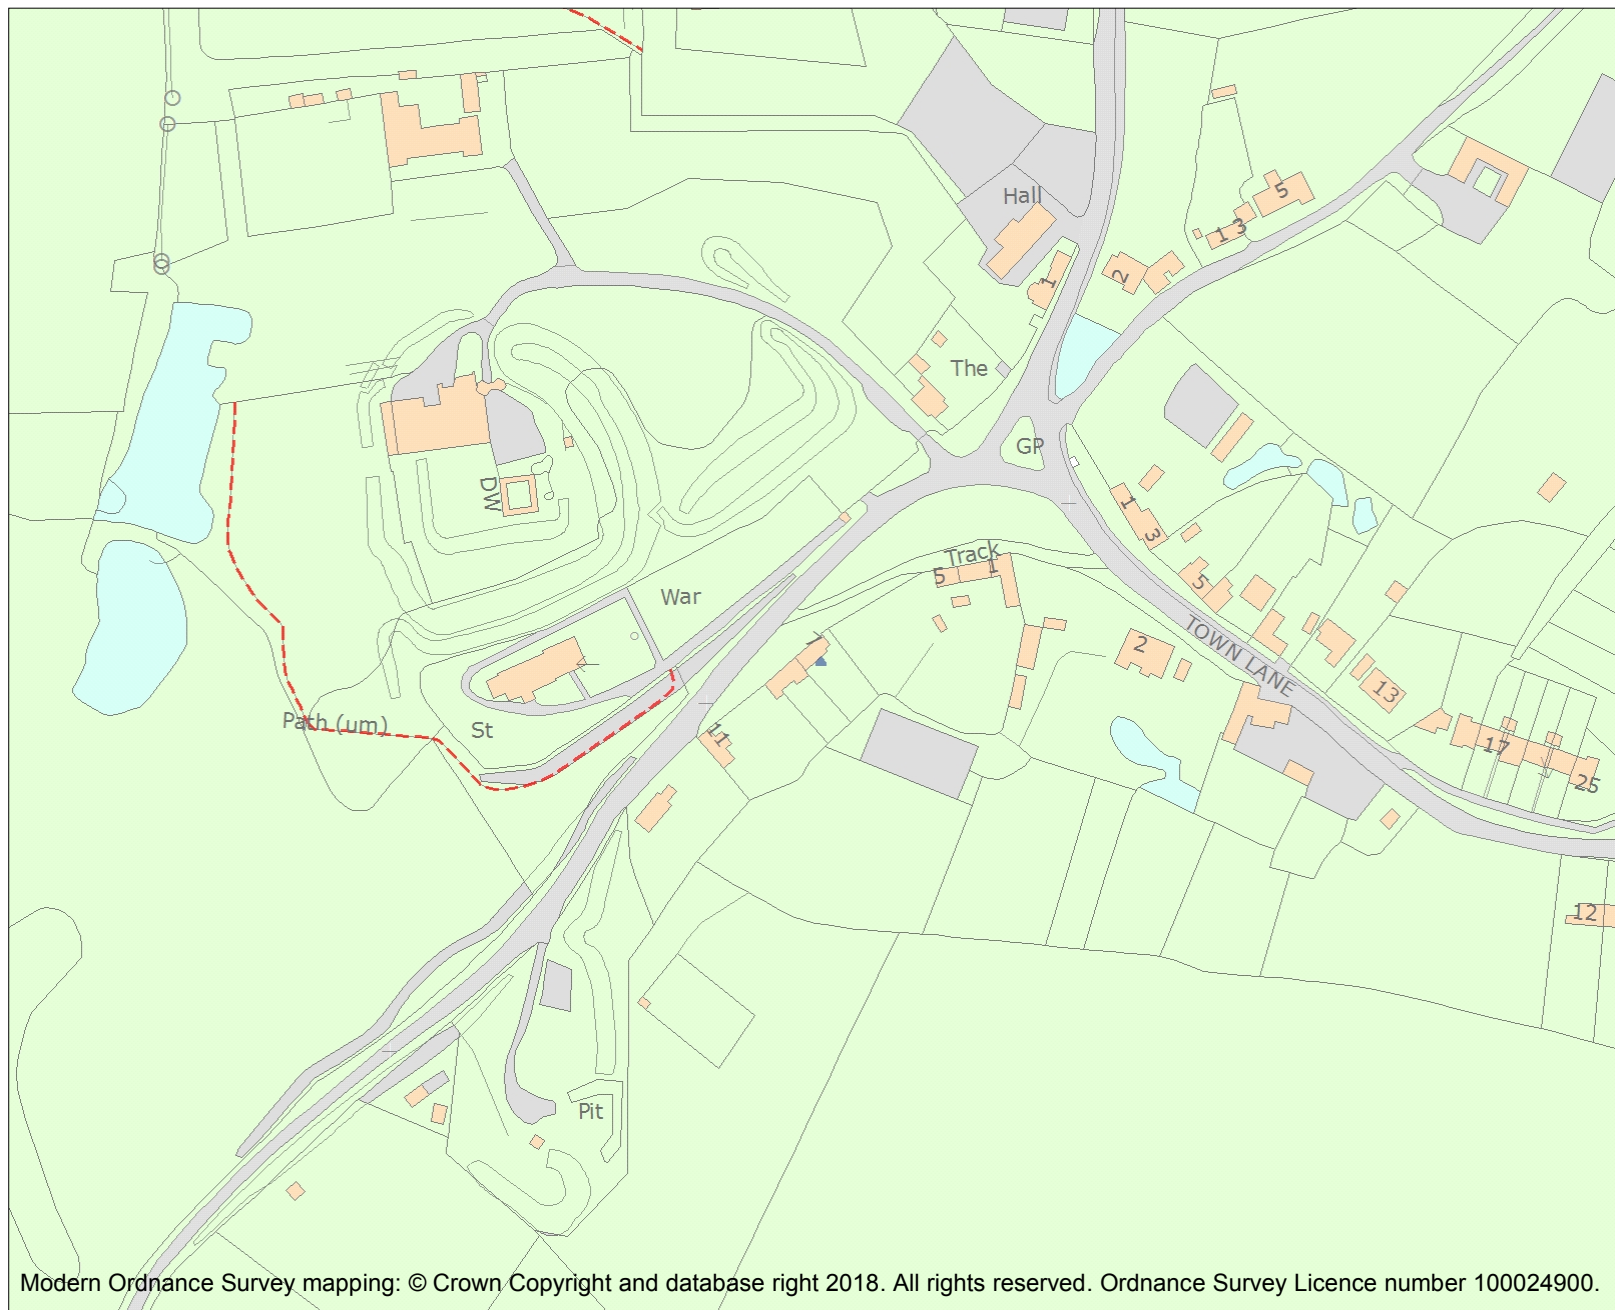 Hall
5
1 3
2
1
The
GP
DW
1
3
Track
5
1
5
War
TOWN LANE
7
2
13
Path (um)
St
11
17
25
12
Pit
Modern Ordnance Survey mapping: © Crown Copyright and database right 2018. All rights reserved. Ordnance Survey Licence number 100024900.